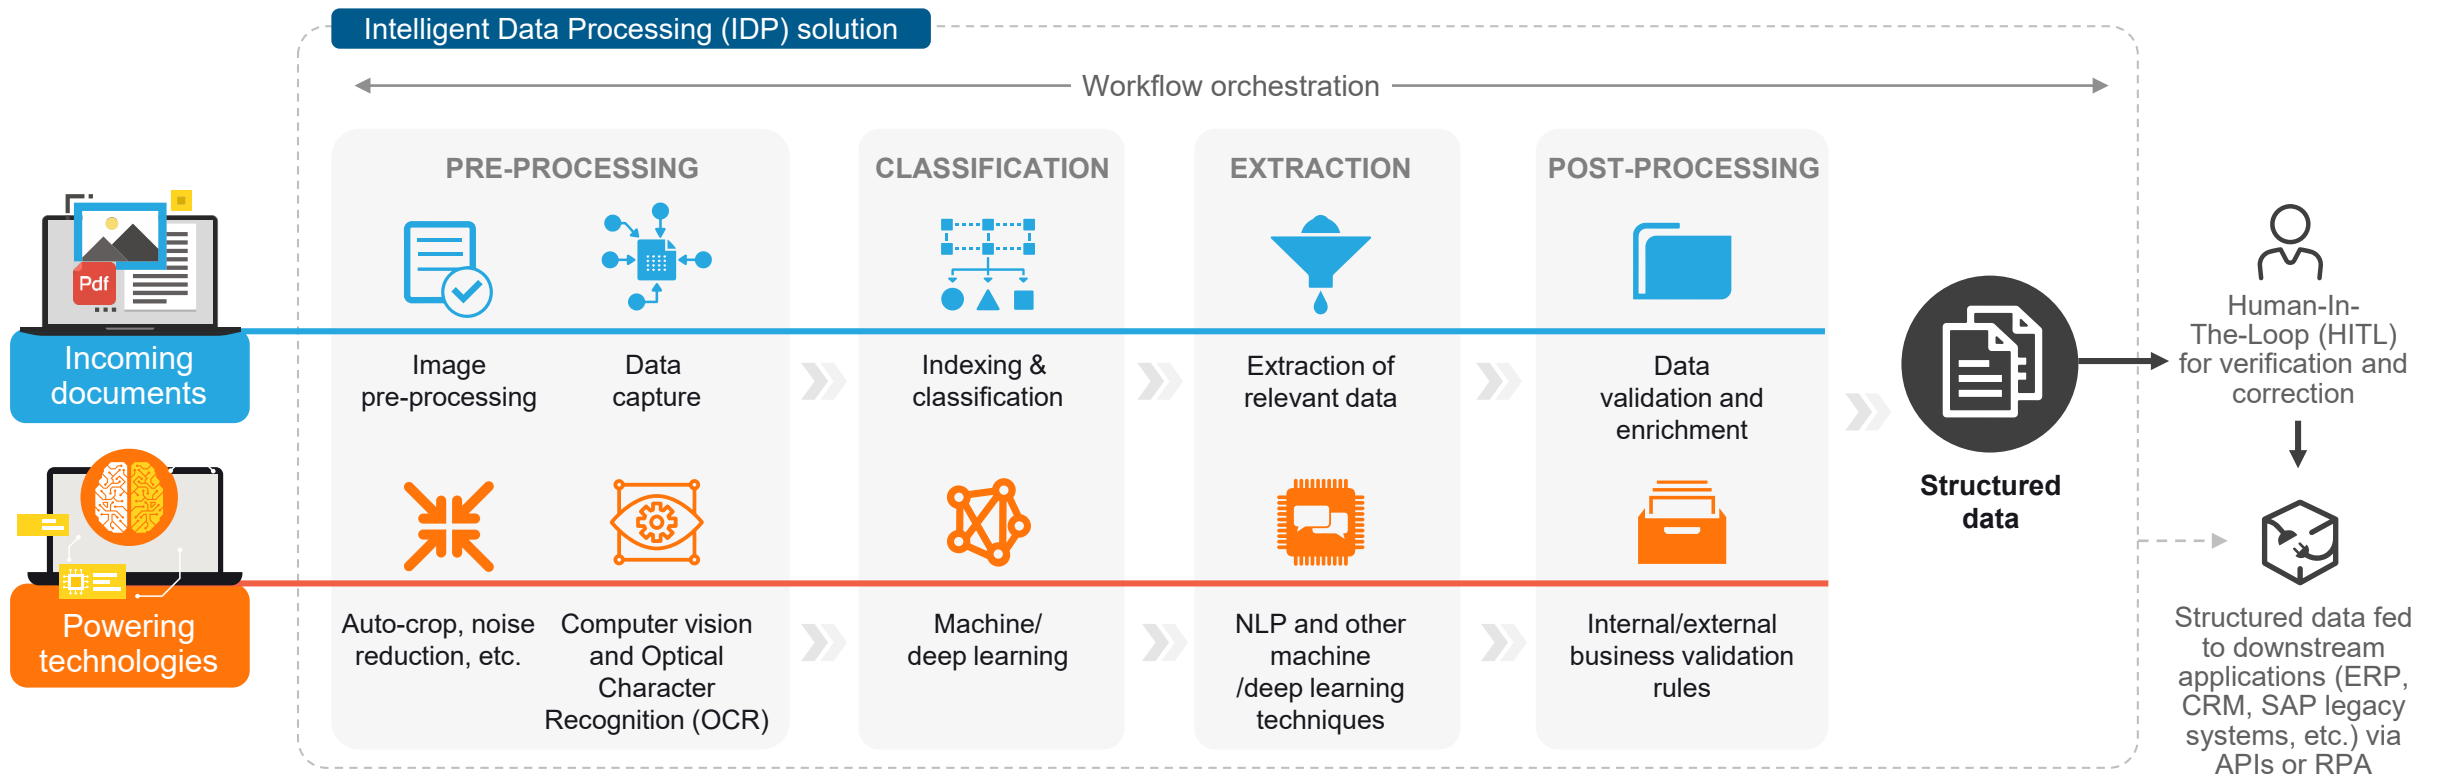 Intelligent Data Processing (IDP) solution
Workflow orchestration
PRE-PROCESSING
CLASSIFICATION
EXTRACTION
POST-PROCESSING
Pdf
Incoming
documents
Image
pre-processing
Data
capture
Indexing &
classification
Extraction of
relevant data
Data
validation and
enrichment
Structured
data
Human-In-
The-Loop (HITL)
for verification and
correction
Powering
technologies
Auto-crop, noise
reduction, etc.
Computer vision
and Optical
Character
Recognition (OCR)
Machine/
deep learning
NLP and other
machine
/deep learning
techniques
Internal/external
business validation
rules
Structured data fed
to downstream
applications (ERP,
CRM, SAP legacy
systems, etc.) via
APIs or RPA